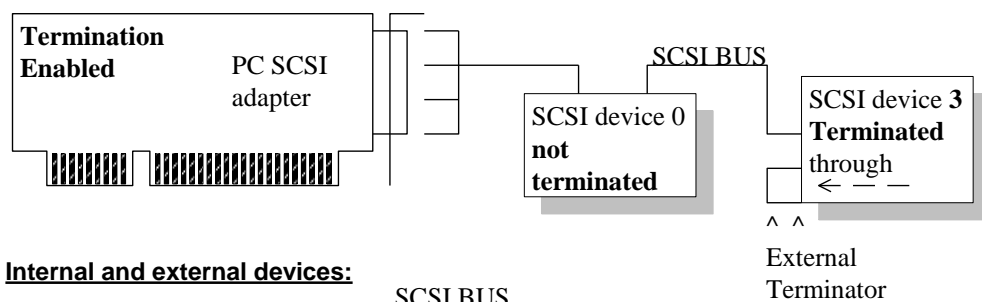 Termination
Enabled
PC SCSI
adapter
SCSI BUS
SCSI device 0
not
terminated
SCSI device 3
Terminated
through
^ ^
External
Terminator
Internal and external devices:
SCSI BUS